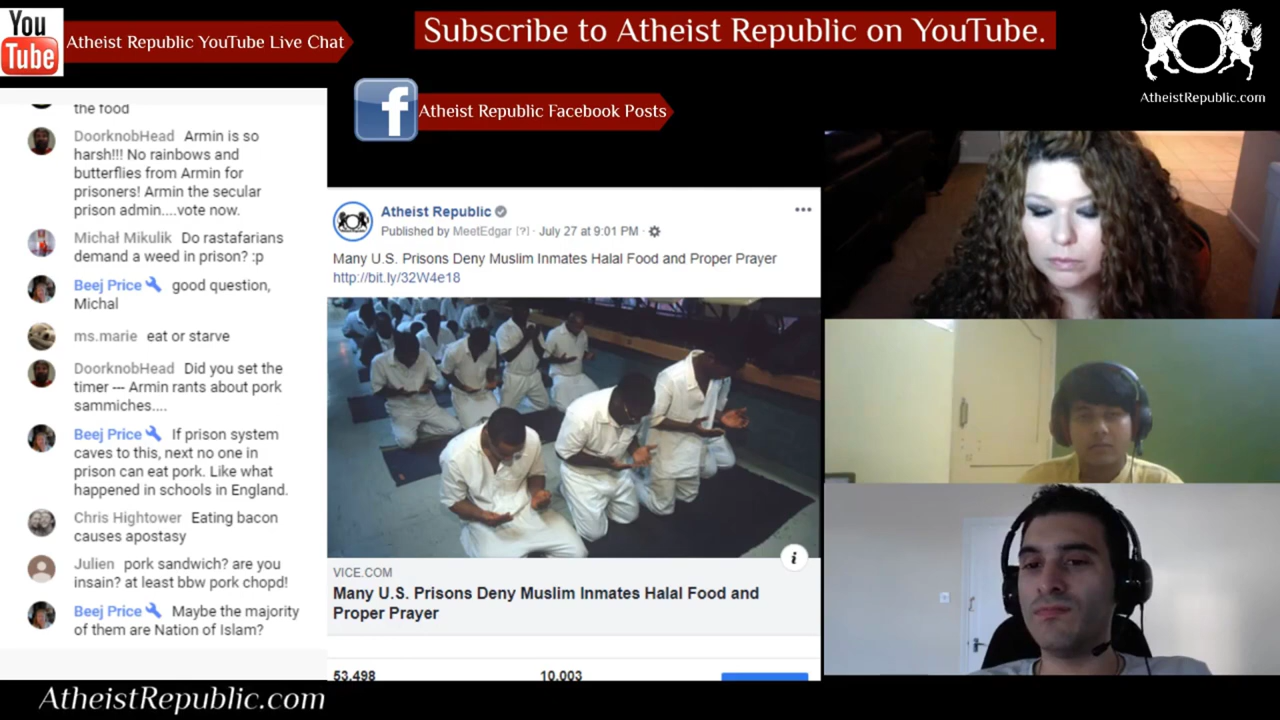 You
Tube
Atheist Republic YouTube Live Chat
Subscribe to Atheist Republic on YouTube.
AtheistRepublic.com
f
Atheist Republic Facebook Posts
the food
DoorknobHead Armin is so
harsh!!! No rainbows and
butterflies from Armin for
prisoners! Armin the secular
prison admin....vote now.
Michał Mikulik Do rastafarians
demand a weed in prison? :p
Beej Price good question,
Michal
ms.marie eat or starve
DoorknobHead Did you set the
timer --- Armin rants about pork
sammiches....
Beej Price If prison system
caves to this, next no one in
prison can eat pork. Like what
happened in schools in England.
Chris Hightower Eating bacon
causes apostasy
Julien pork sandwich? are you
insain? at least bbw pork chopd!
Beej Price Maybe the majority
of them are Nation of Islam?
Atheist Republic
Published by MeetEdgar [?] · July 27 at 9:01 PM ·
Many U.S. Prisons Deny Muslim Inmates Halal Food and Proper Prayer
http://bit.ly/32W4e18
i
VICE.COM
Many U.S. Prisons Deny Muslim Inmates Halal Food and
Proper Prayer
53,498 10,003
AtheistRepublic.com